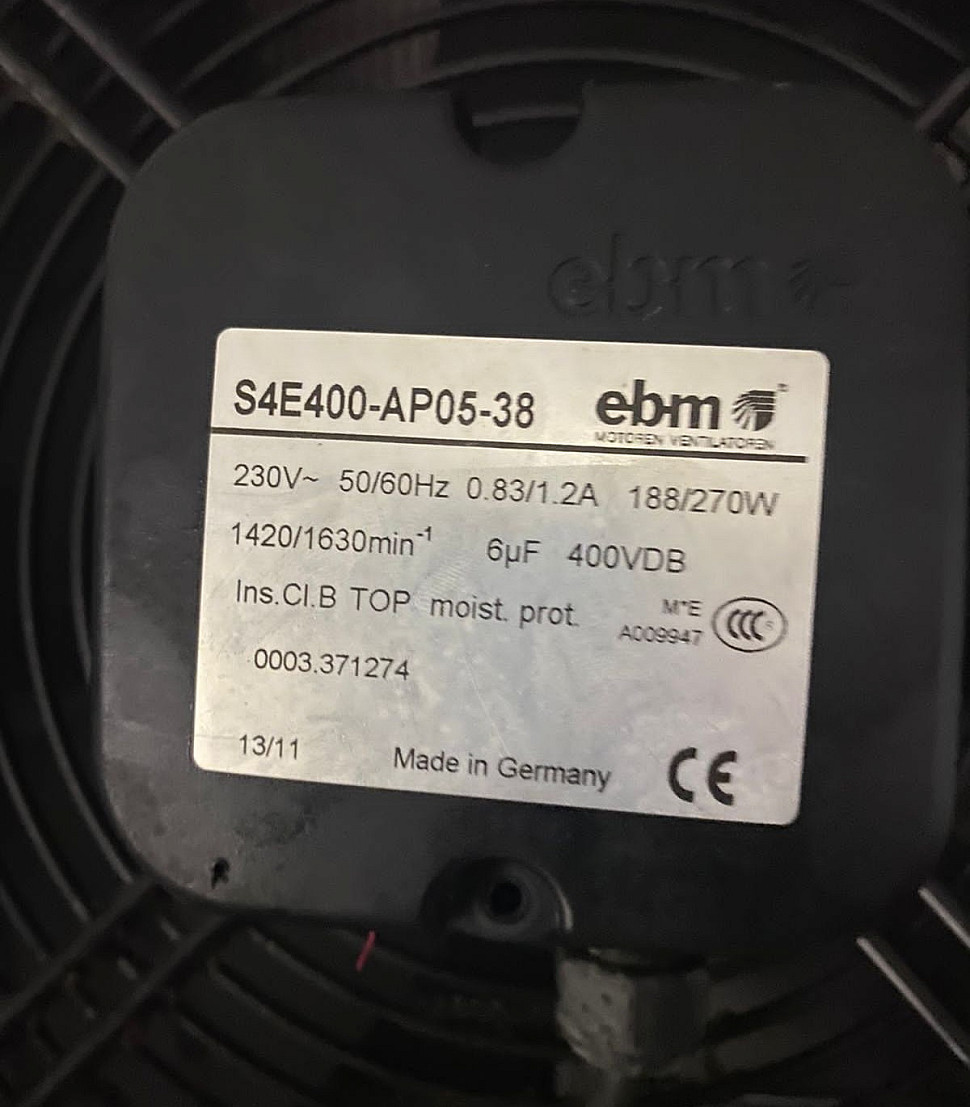 ebm
S4E400-AP05-38 ebm
MOTOREN VENTILATOREN
230V~ 50/60Hz 0.83/1.2A 188/270W
1420/1630min⁻¹ 6µF 400VDB
Ins.Cl.B TOP moist. prot. M*E
A009947 CCC
0003.371274
13/11 Made in Germany CE